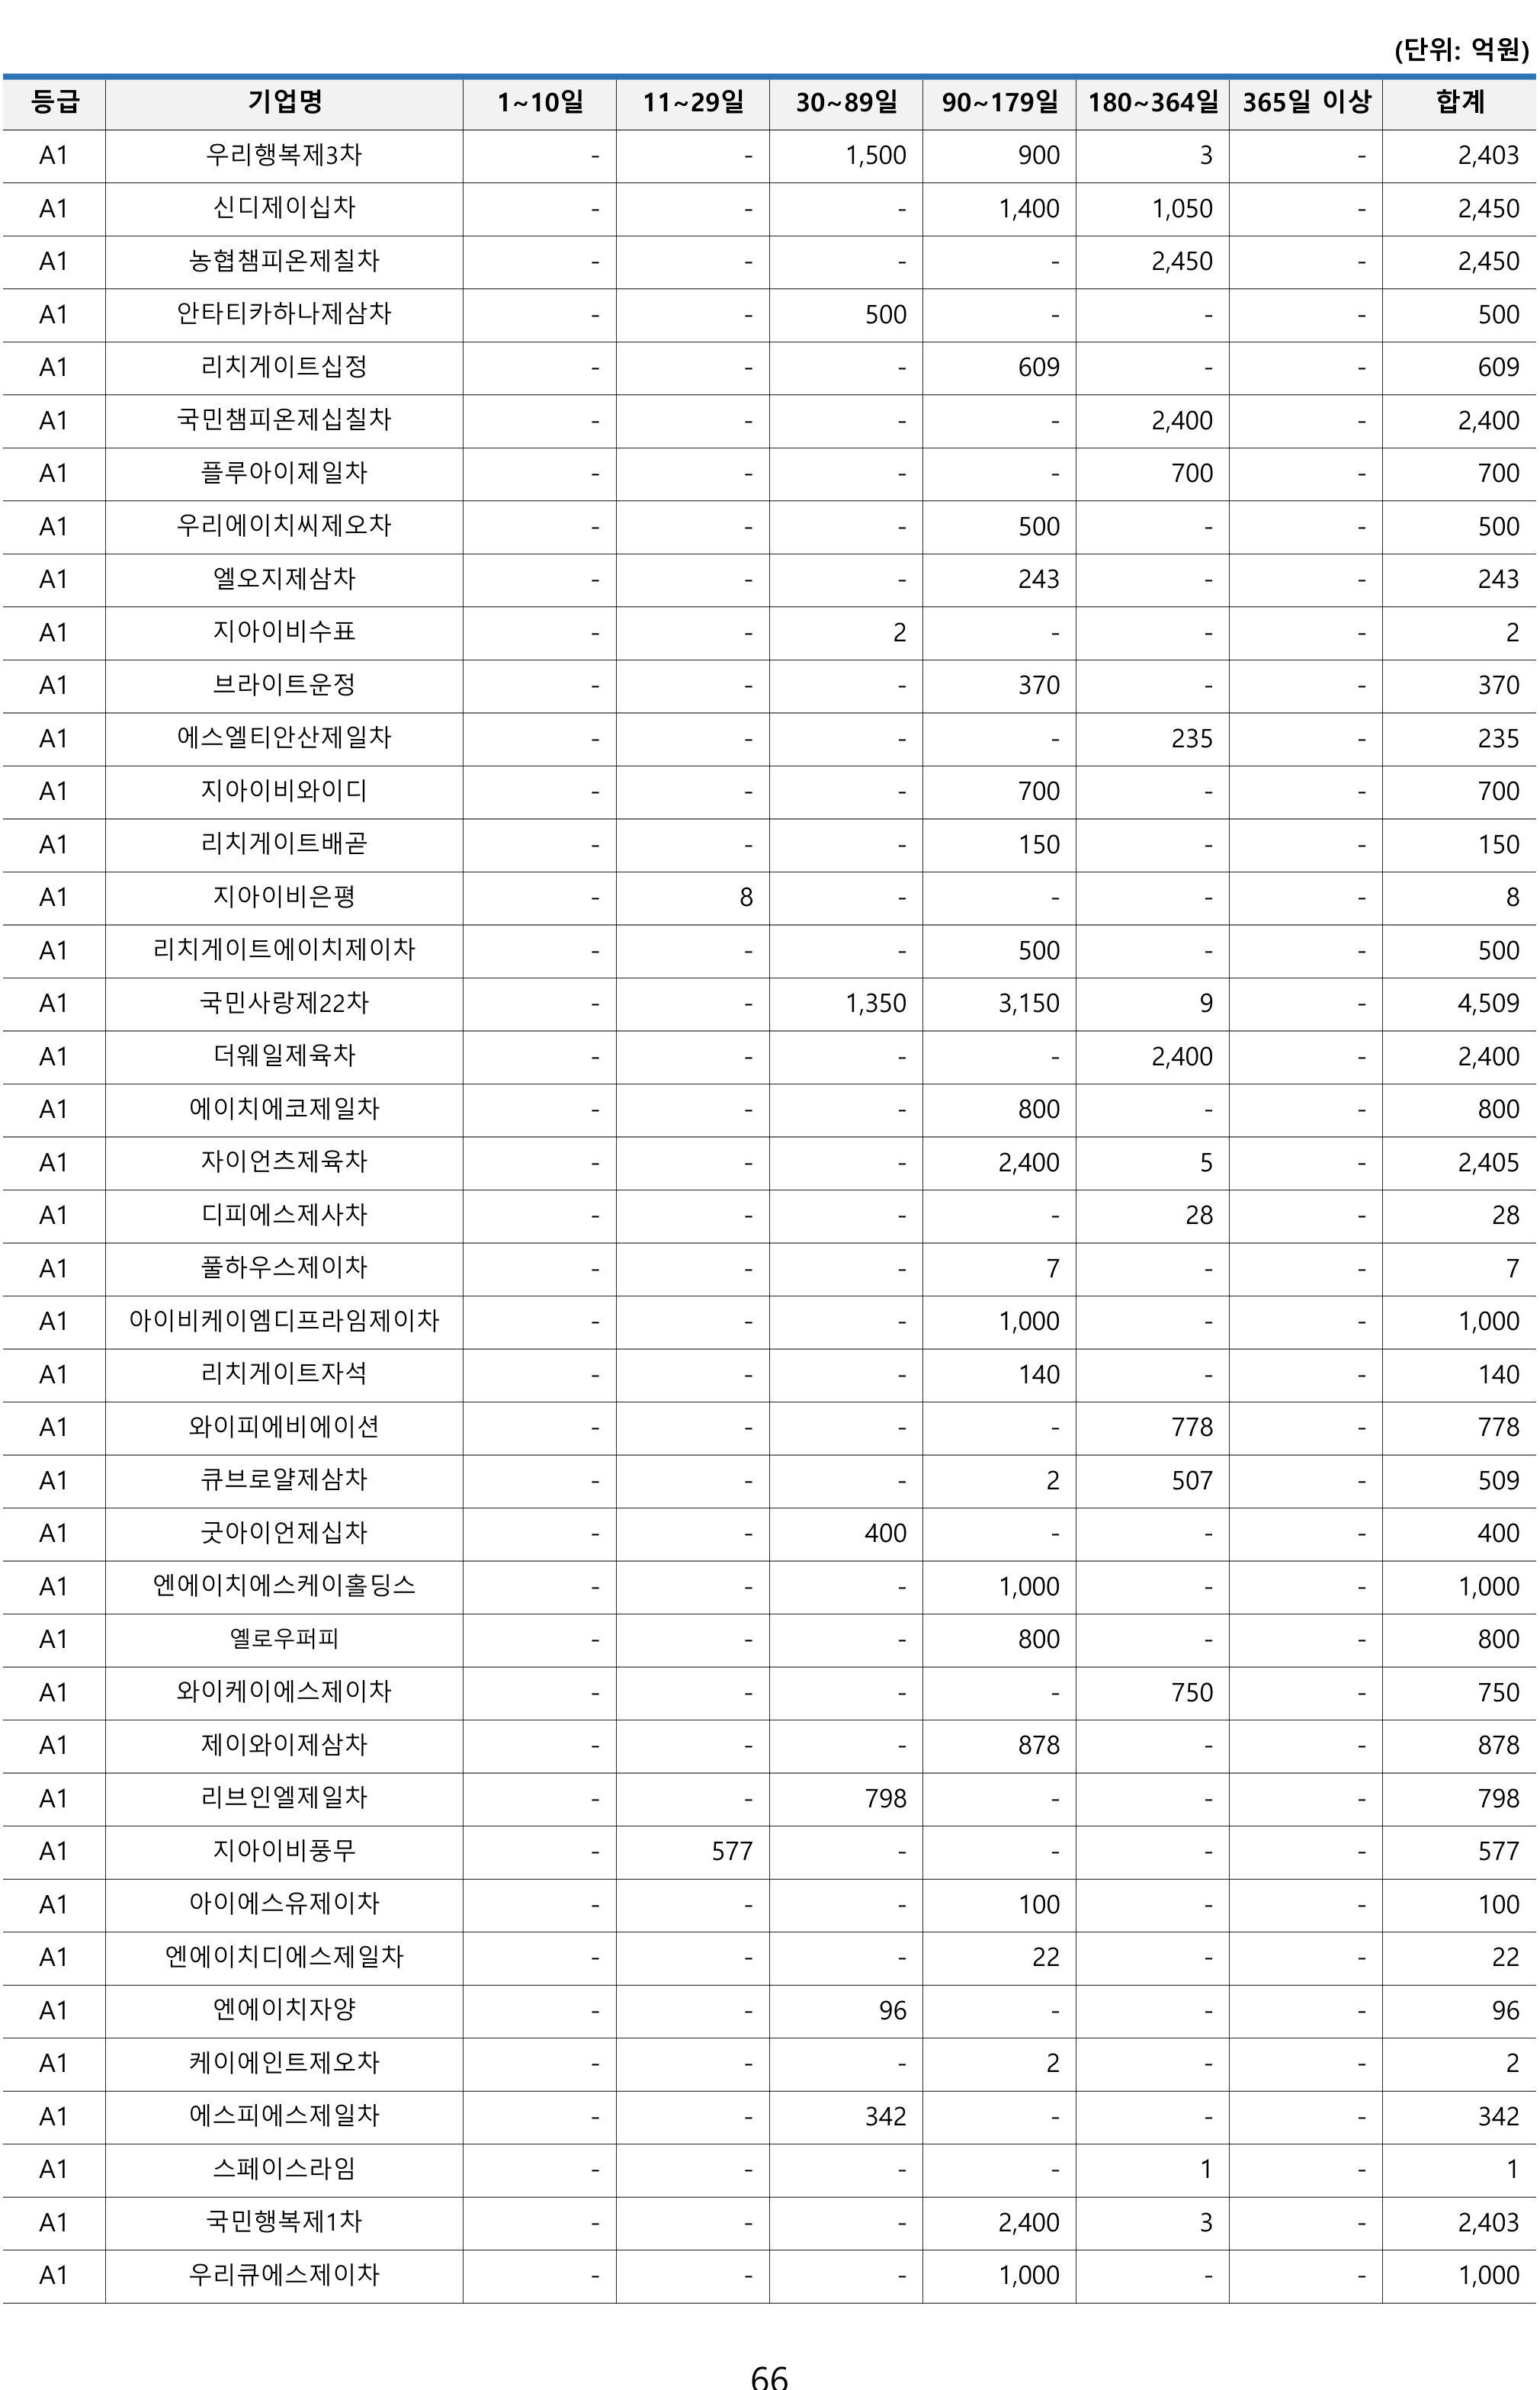 (단위: 억원)
등급 기업명 1~10일 11~29일 30~89일 90~179일 180~364일 365일 이상 합계
A1 우리행복제3차 - - 1,500 900 3 - 2,403
A1 신디제이십차 - - - 1,400 1,050 - 2,450
A1 농협챔피온제칠차 - - - - 2,450 - 2,450
A1 안타티카하나제삼차 - - 500 - - - 500
A1 리치게이트십정 - - - 609 - - 609
A1 국민챔피온제십칠차 - - - - 2,400 - 2,400
A1 플루아이제일차 - - - - 700 - 700
A1 우리에이치씨제오차 - - - 500 - - 500
A1 엘오지제삼차 - - - 243 - - 243
A1 지아이비수표 - - 2 - - - 2
A1 브라이트운정 - - - 370 - - 370
A1 에스엘티안산제일차 - - - - 235 - 235
A1 지아이비와이디 - - - 700 - - 700
A1 리치게이트배곧 - - - 150 - - 150
A1 지아이비은평 - 8 - - - - 8
A1 리치게이트에이치제이차 - - - 500 - - 500
A1 국민사랑제22차 - - 1,350 3,150 9 - 4,509
A1 더웨일제육차 - - - - 2,400 - 2,400
A1 에이치에코제일차 - - - 800 - - 800
A1 자이언츠제육차 - - - 2,400 5 - 2,405
A1 디피에스제사차 - - - - 28 - 28
A1 풀하우스제이차 - - - 7 - - 7
A1 아이비케이엠디프라임제이차 - - - 1,000 - - 1,000
A1 리치게이트자석 - - - 140 - - 140
A1 와이피에비에이션 - - - - 778 - 778
A1 큐브로얄제삼차 - - - 2 507 - 509
A1 굿아이언제십차 - - 400 - - - 400
A1 엔에이치에스케이홀딩스 - - - 1,000 - - 1,000
A1 옐로우퍼피 - - - 800 - - 800
A1 와이케이에스제이차 - - - - 750 - 750
A1 제이와이제삼차 - - - 878 - - 878
A1 리브인엘제일차 - - 798 - - - 798
A1 지아이비풍무 - 577 - - - - 577
A1 아이에스유제이차 - - - 100 - - 100
A1 엔에이치디에스제일차 - - - 22 - - 22
A1 엔에이치자양 - - 96 - - - 96
A1 케이에인트제오차 - - - 2 - - 2
A1 에스피에스제일차 - - 342 - - - 342
A1 스페이스라임 - - - - 1 - 1
A1 국민행복제1차 - - - 2,400 3 - 2,403
A1 우리큐에스제이차 - - - 1,000 - - 1,000
66